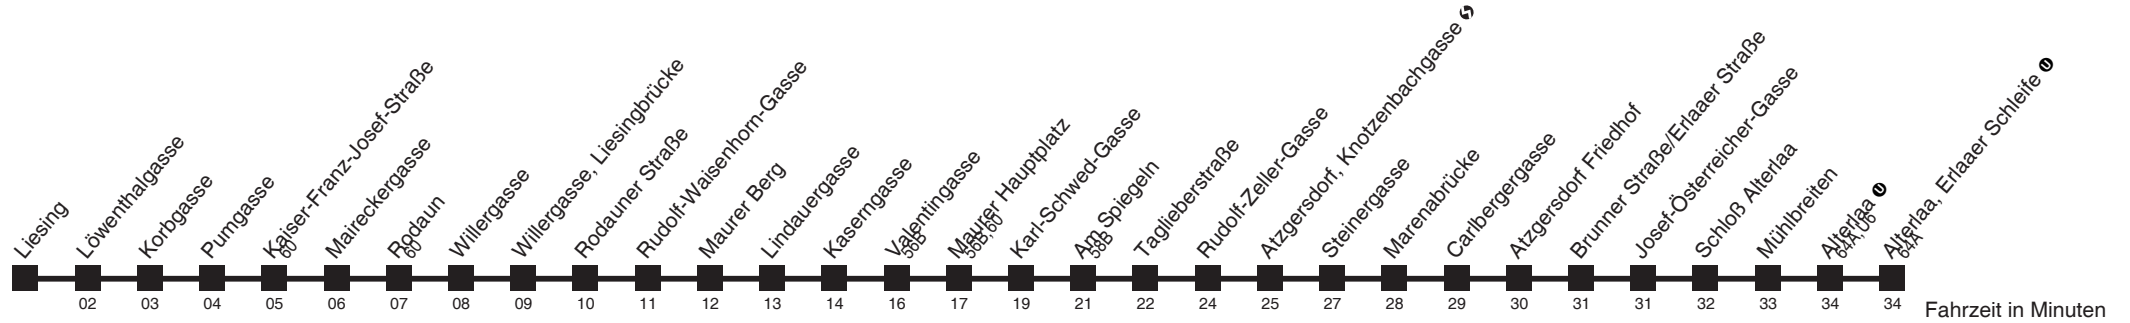 Liesing
Löwenthalgasse
02
Korbgasse
03
Purngasse
04
Kaiser-Franz-Josef-Straße
60
05
Maireckergasse
06
Rodaun
60
07
Willergasse
08
Willergasse, Liesingbrücke
09
Rodauner Straße
10
Rudolf-Waisenhorn-Gasse
11
Maurer Berg
12
Lindauergasse
13
Kaserngasse
14
Valentingasse
56B
16
Maurer Hauptplatz
56B,60
17
Karl-Schwed-Gasse
19
Am Spiegeln
58B
21
Taglieberstraße
22
Rudolf-Zeller-Gasse
24
Atzgersdorf, Knotzenbachgasse S
25
Steinergasse
27
Marenabrücke
28
Carlbergergasse
29
Atzgersdorf Friedhof
30
Brunner Straße/Erlaaer Straße
31
Josef-Österreicher-Gasse
31
Schloß Alterlaa
32
Mühlbreiten
33
Alterlaa U
64A,U6
34
Alterlaa, Erlaaer Schleife U
64A
34
Fahrzeit in Minuten